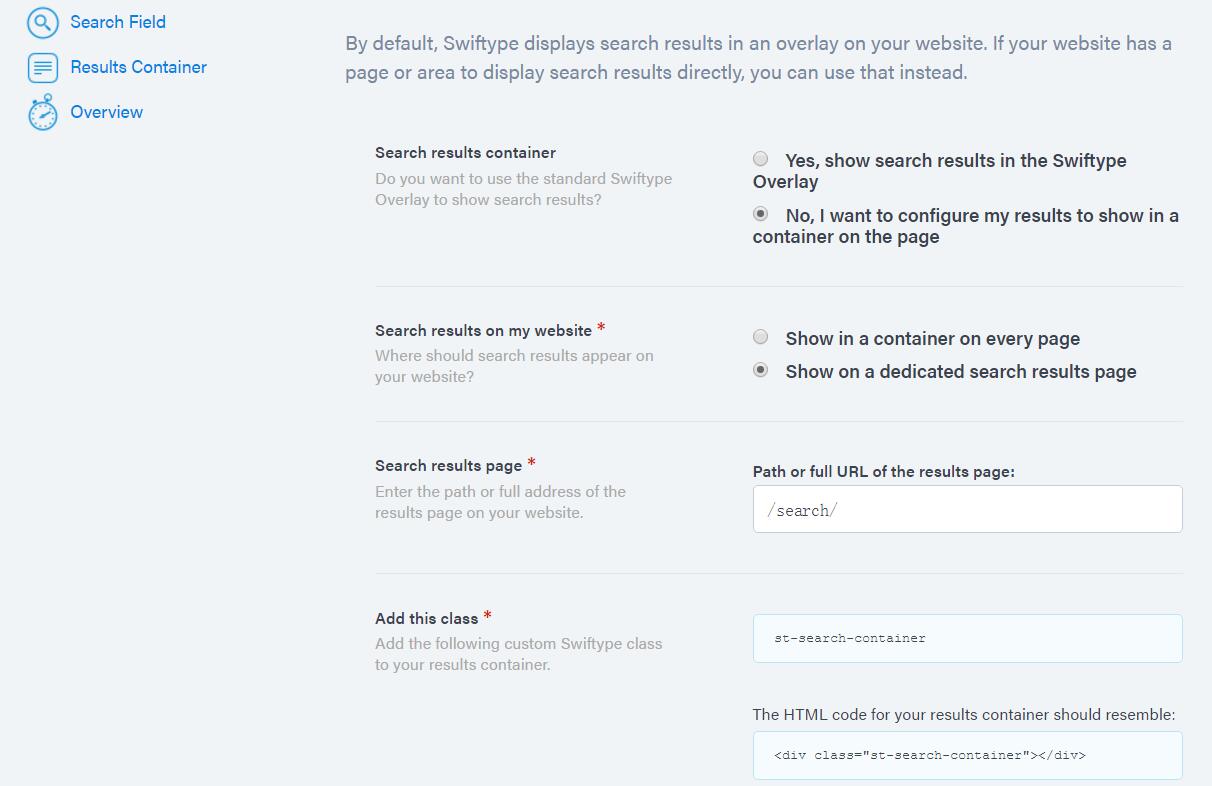 Search Field
Results Container
Overview
By default, Swiftype displays search results in an overlay on your website. If your website has a
page or area to display search results directly, you can use that instead.
Search results container
Do you want to use the standard Swiftype
Overlay to show search results?
Yes, show search results in the Swiftype
Overlay
No, I want to configure my results to show in a
container on the page
Search results on my website *
Where should search results appear on
your website?
Show in a container on every page
Show on a dedicated search results page
Search results page *
Enter the path or full address of the
results page on your website.
Path or full URL of the results page:
/search/
Add this class *
Add the following custom Swiftype class
to your results container.
st-search-container
The HTML code for your results container should resemble:
<div class="st-search-container"></div>